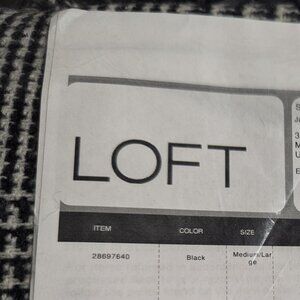 LOFT
ITEM COLOR SIZE
28697640 Black Medium/Lar
ge